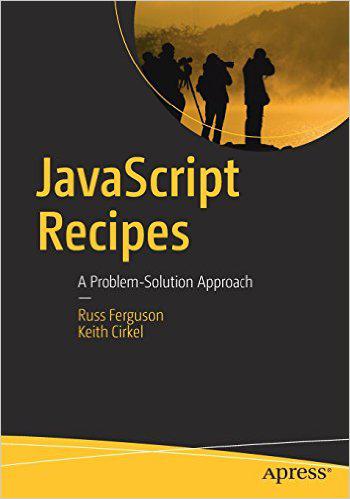 JavaScript
Recipes
A Problem-Solution Approach
—
Russ Ferguson
Keith Cirkel
Apress®